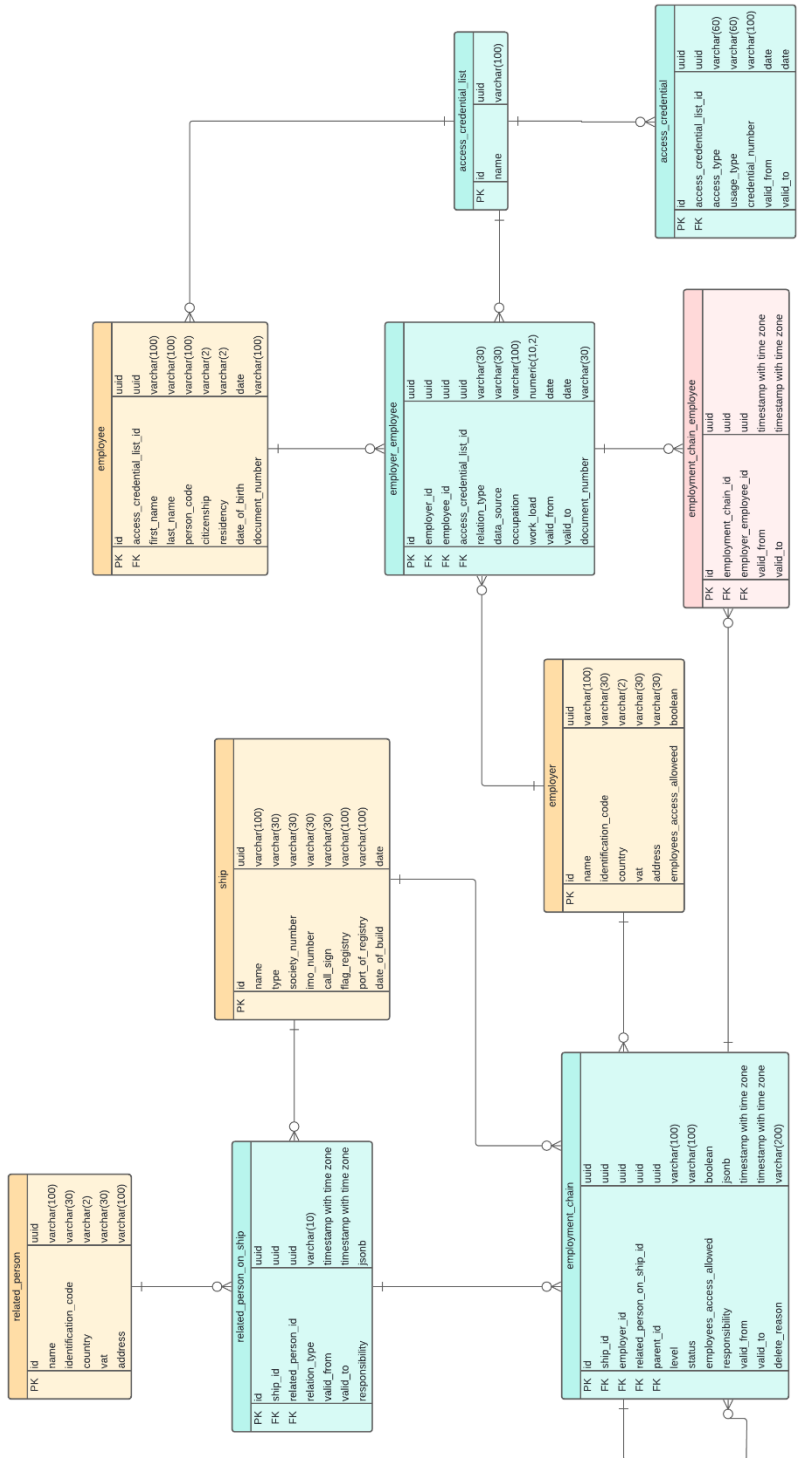 related_person
PK id uuid
name varchar(100)
identification_code varchar(30)
country varchar(2)
vat varchar(30)
address varchar(100)
employee
PK id uuid
FK access_credential_list_id uuid
first_name varchar(100)
last_name varchar(100)
person_code varchar(100)
citizenship varchar(2)
residency varchar(2)
date_of_birth date
document_number varchar(100)
ship
PK id uuid
name varchar(100)
type varchar(30)
society_number varchar(30)
imo_number varchar(30)
call_sign varchar(30)
flag_registry varchar(100)
port_of_registry varchar(100)
date_of_build date
related_person_on_ship
PK id uuid
FK ship_id uuid
FK related_person_id uuid
relation_type varchar(10)
valid_from timestamp with time zone
valid_to timestamp with time zone
responsibility jsonb
employer_employee
PK id uuid
FK employer_id uuid
FK employee_id uuid
FK access_credential_list_id uuid
relation_type varchar(30)
data_source varchar(30)
occupation varchar(100)
work_load numeric(10,2)
valid_from date
valid_to date
document_number varchar(30)
access_credential_list
PK id uuid
name varchar(100)
employer
PK id uuid
name varchar(100)
identification_code varchar(30)
country varchar(2)
vat varchar(30)
address varchar(30)
employees_access_alloweed boolean
employment_chain
PK id uuid
FK ship_id uuid
FK employer_id uuid
FK related_person_on_ship_id uuid
FK parent_id uuid
level varchar(100)
status varchar(100)
employees_access_allowed boolean
responsibility jsonb
valid_from timestamp with time zone
valid_to timestamp with time zone
delete_reason varchar(200)
access_credential
PK id uuid
FK access_credential_list_id uuid
access_type varchar(60)
usage_type varchar(60)
credential_number varchar(100)
valid_from date
valid_to date
employment_chain_employee
PK id uuid
FK employment_chain_id uuid
FK employer_employee_id uuid
valid_from timestamp with time zone
valid_to timestamp with time zone